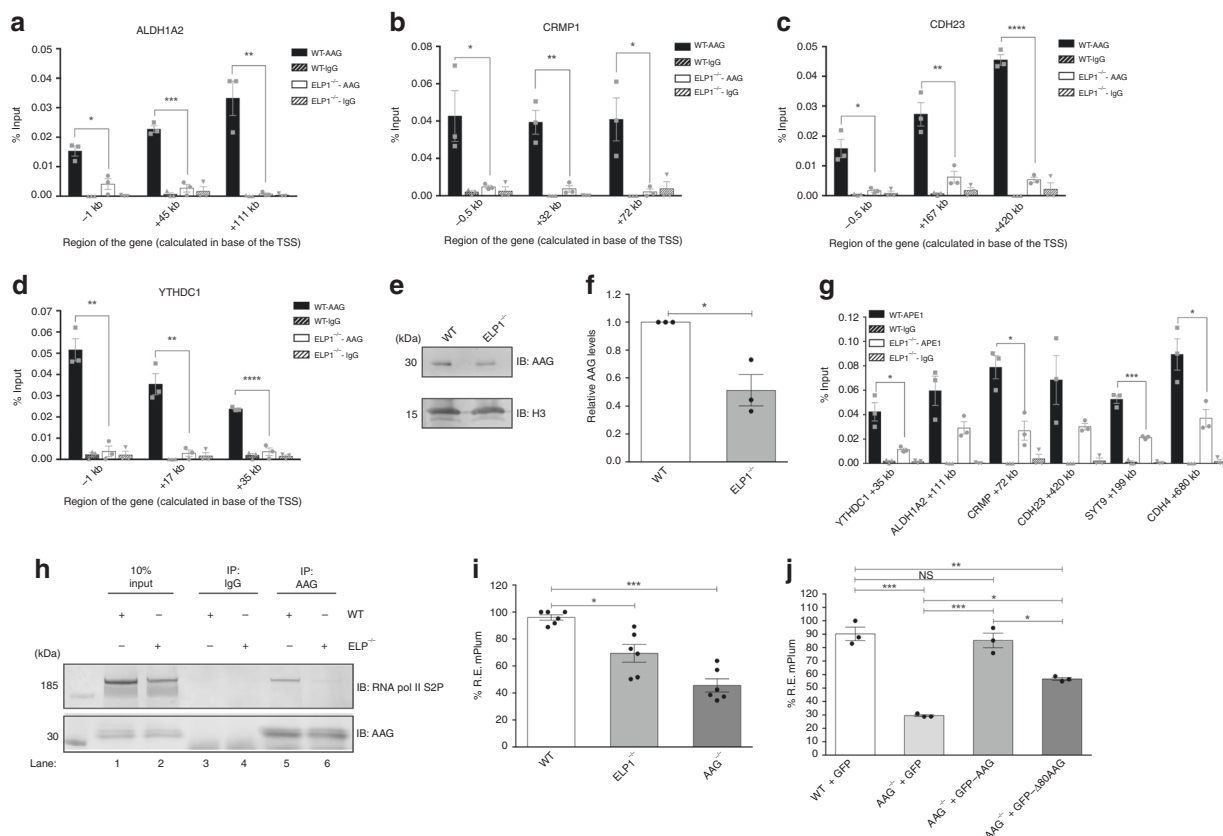 a
ALDH1A2
% Input
0.05
0.04
0.03
0.02
0.01
0.00
*
***
**
WT-AAG
WT-IgG
ELP1⁻/⁻- AAG
ELP1⁻/⁻- IgG
–1 kb
+45 kb
+111 kb
Region of the gene (calculated in base of the TSS)
b
CRMP1
% Input
0.08
0.06
0.04
0.02
0.00
*
**
*
WT-AAG
WT-IgG
ELP1⁻/⁻- AAG
ELP1⁻/⁻- IgG
–0.5 kb
+32 kb
+72 kb
Region of the gene (calculated in base of the TSS)
c
CDH23
% Input
0.05
0.04
0.03
0.02
0.01
0.00
*
**
****
WT-AAG
WT-IgG
ELP1⁻/⁻- AAG
ELP1⁻/⁻- IgG
–0.5 kb
+167 kb
+420 kb
Region of the gene (calculated in base of the TSS)
d
YTHDC1
% Input
0.07
0.06
0.05
0.04
0.03
0.02
0.01
0.00
**
**
****
WT-AAG
WT-IgG
ELP1⁻/⁻- AAG
ELP1⁻/⁻- IgG
–1 kb
+17 kb
+35 kb
Region of the gene (calculated in base of the TSS)
e
WT
ELP1⁻/⁻
(kDa)
30
IB: AAG
15
IB: H3
f
Relative AAG levels
1.4
1.2
1.0
0.8
0.6
0.4
0.2
0.0
*
WT
ELP1⁻/⁻
g
% Input
0.12
0.10
0.08
0.06
0.04
0.02
0.00
WT-APE1
WT-IgG
ELP1⁻/⁻- APE1
ELP1⁻/⁻- IgG
*
*
***
*
YTHDC1 +35 kb
ALDH1A2 +111 kb
CRMP +72 kb
CDH23 +420 kb
SYT9 +199 kb
CDH4 +680 kb
h
10% input
IP: IgG
IP: AAG
+ – + – + – WT
– + – + – + ELP⁻/⁻
(kDa)
185
IB: RNA pol II S2P
30
IB: AAG
Lane: 1 2 3 4 5 6
i
% R.E. mPlum
140
120
100
80
60
40
20
0
***
*
WT
ELP1⁻/⁻
AAG⁻/⁻
j
% R.E. mPlum
130
120
110
100
90
80
70
60
50
40
30
20
10
0
**
NS
***
*
***
*
WT + GFP
AAG⁻/⁻ + GFP
AAG⁻/⁻ + GFP–AAG
AAG⁻/⁻ + GFP–Δ80AAG